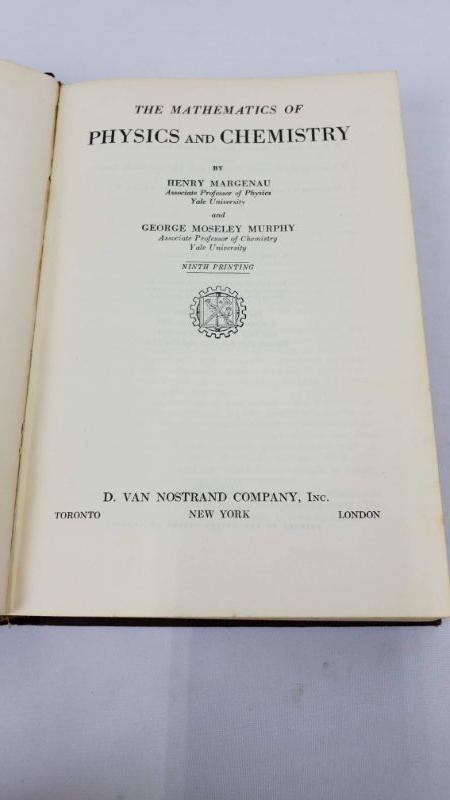 THE MATHEMATICS OF
PHYSICS AND CHEMISTRY
BY
HENRY MARGENAU
Associate Professor of Physics
Yale University
and
GEORGE MOSELEY MURPHY
Associate Professor of Chemistry
Yale University
NINTH PRINTING
D. VAN NOSTRAND COMPANY, INC.
TORONTO NEW YORK LONDON